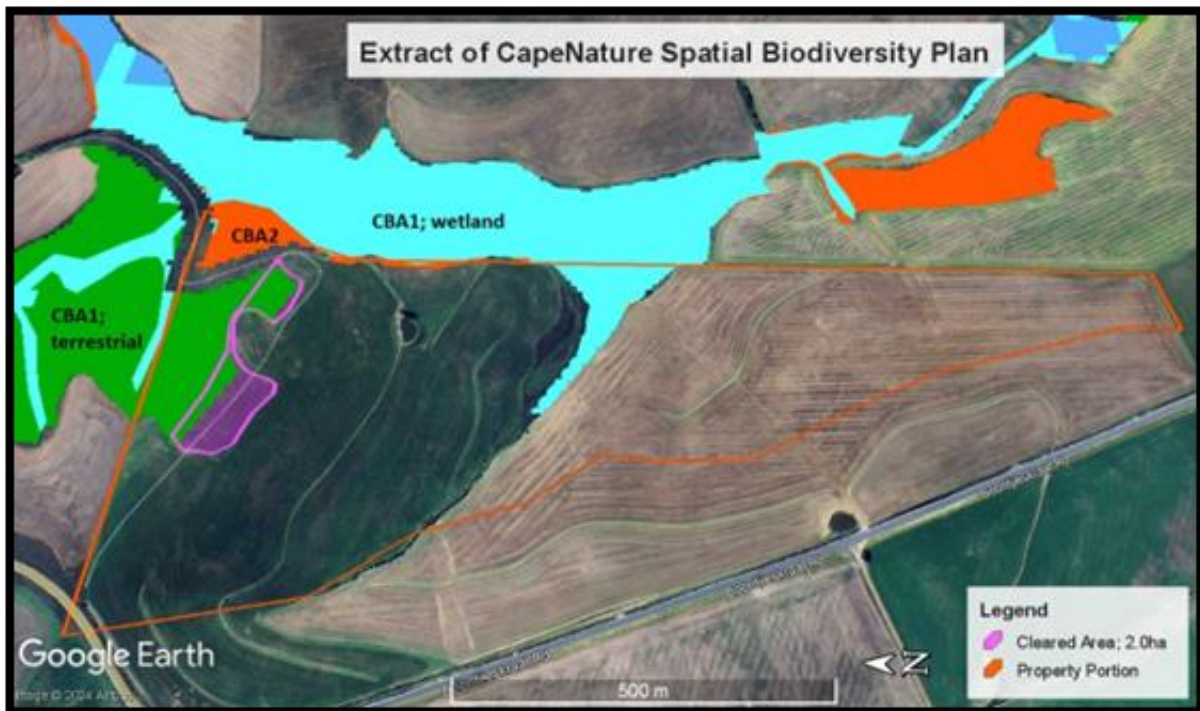 Extract of CapeNature Spatial Biodiversity Plan
CBA2
CBA1; wetland
CBA1;
terrestrial
Legend
Cleared Area; 2.0ha
Property Portion
Google Earth
Z
500 m